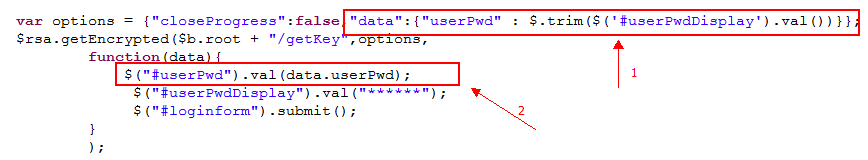 var options = {"closeProgress":false,"data":{"userPwd" : $.trim($('#userPwdDisplay').val())}};
$rsa.getEncrypted($b.root + "/getKey",options,
function(data){
$("#userPwd").val(data.userPwd);
$("#userPwdDisplay").val("******");
$("#loginform").submit();
}
);
1
2